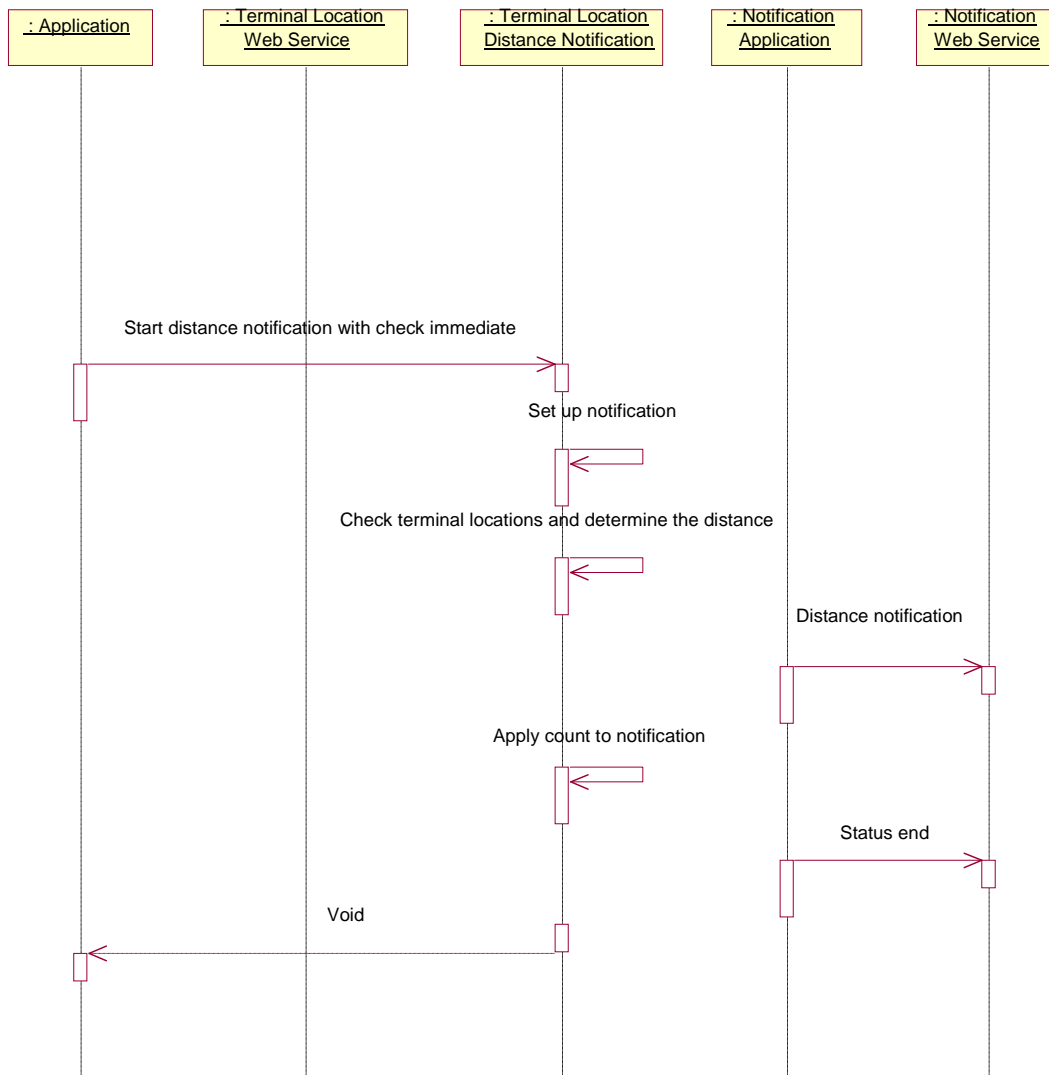 : Application
: Terminal Location
Web Service
: Terminal Location
Distance Notification
: Notification
Application
: Notification
Web Service
Start distance notification with check immediate
Set up notification
Check terminal locations and determine the distance
Distance notification
Apply count to notification
Status end
Void